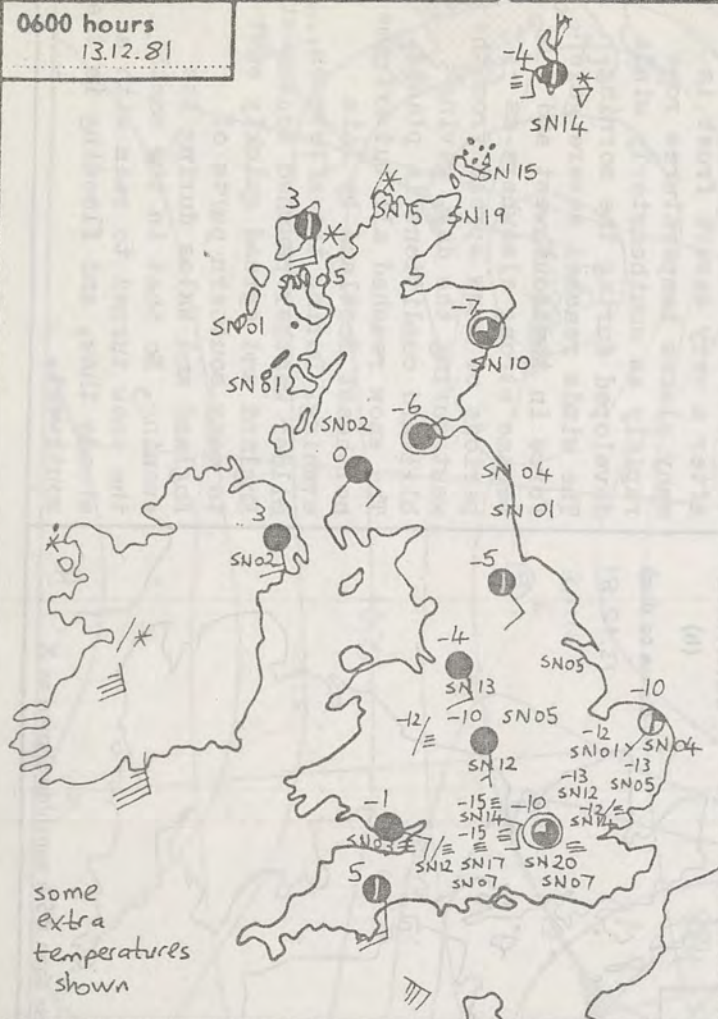 0600 hours
13.12.81
-4
SN14
SN15
3
SN15
SN19
SN05
SN01
-7
SN10
SN81
-6
SN02
0
SN04
SN01
3
SN02
-5
-4
SN05
SN13
-10
-12
-10
SN05
-12
SN01
SN04
SN12
-13
SN12
-13
SN05
-15
-10
-12
SN14
SN14
-1
-15
SN03
SN12
SN17
SN20
SN07
SN07
5
some
extra
temperatures
shown